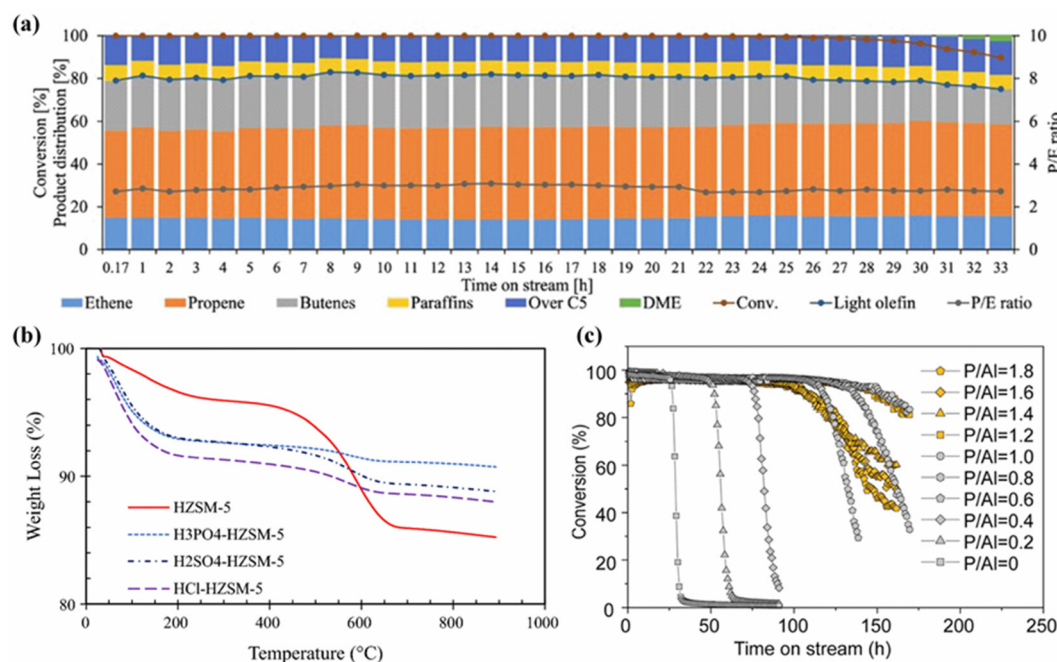 (a)
Conversion [%]
Product distribution [%]
100
80
60
40
20
0
10
8
6
4
2
0
P/E ratio
0.17 1 2 3 4 5 6 7 8 9 10 11 12 13 14 15 16 17 18 19 20 21 22 23 24 25 26 27 28 29 30 31 32 33
Time on stream [h]
Ethene Propene Butenes Paraffins Over C5 DME Conv. Light olefin P/E ratio
(b)
Weight Loss (%)
100
90
80
HZSM-5
H3PO4-HZSM-5
H2SO4-HZSM-5
HCl-HZSM-5
0 200 400 600 800 1000
Temperature (°C)
(c)
Conversion (%)
100
80
60
40
20
0
P/Al=1.8
P/Al=1.6
P/Al=1.4
P/Al=1.2
P/Al=1.0
P/Al=0.8
P/Al=0.6
P/Al=0.4
P/Al=0.2
P/Al=0
0 50 100 150 200 250
Time on stream (h)